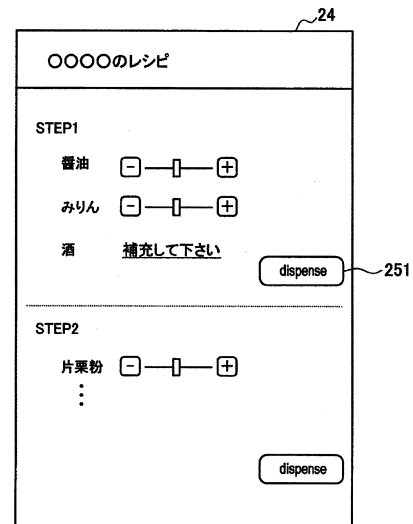 24
○○○○のレシピ
STEP1
醤油 - +
みりん - +
酒 補充して下さい
dispense 251
STEP2
片栗粉 - +
dispense